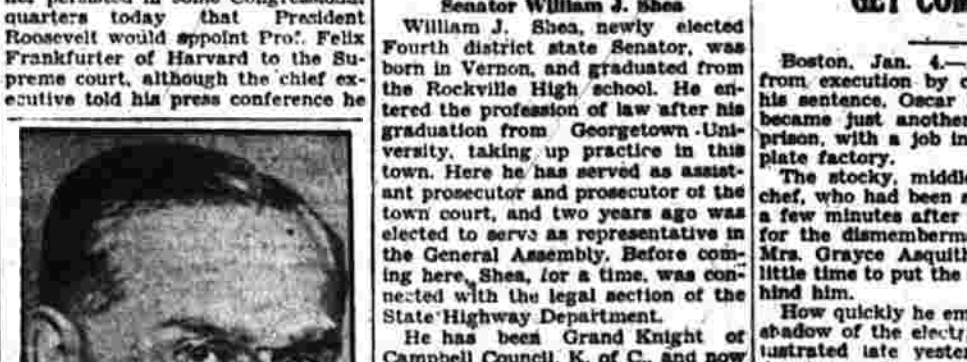 quarters today that President
Roosevelt would appoint Prof. Felix
Frankfurter of Harvard to the Su-
preme court, although the chief ex-
ecutive told his press conference he
Senator William J. Shea
William J. Shea, newly elected
Fourth district state Senator, was
born in Vernon, and graduated from
the Rockville High school. He en-
tered the profession of law after his
graduation from Georgetown Uni-
versity, taking up practice in this
town. Here he has served as assist-
ant prosecutor and prosecutor of the
town court, and two years ago was
elected to serve as representative in
the General Assembly. Before com-
ing here, Shea, for a time, was con-
nected with the legal section of the
State Highway Department.
He has been Grand Knight of
Campbell Council, K. of C., and now
GET
Boston, Jan. 4.—
from execution by
his sentence, Oscar
became just another
prison, with a job in
plate factory.
The stocky, middle
chef, who had been
a few minutes after
for the dismemberm
Mrs. Grayce Asquith
little time to put the
hind him.
How quickly he em
shadow of the electr
lustrated late yester